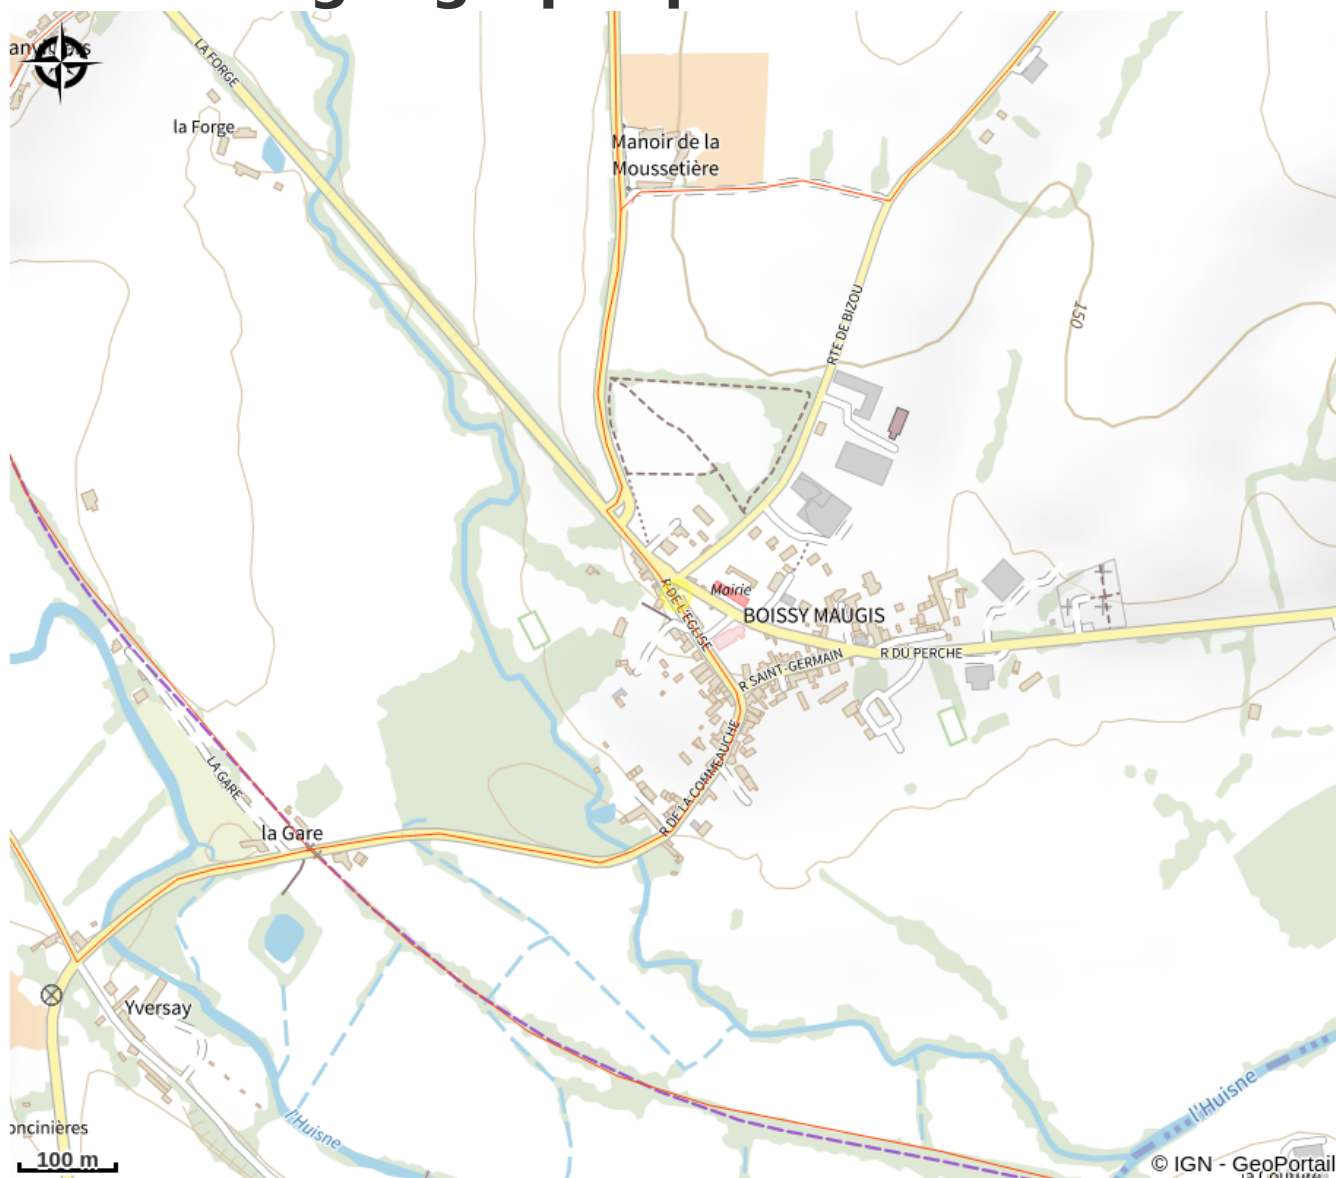 LA FORGE
la Forge
Manoir de la
Moussetière
RTE DE BIZOU
150
Mairie
R DE L'EGLISE
BOISSY MAUGIS
R DU PERCHE
R SAINT-GERMAIN
R DE LA COMMEAUCHE
LA GARE
la Gare
Yversay
l'Huisne
l'Huisne
oncinières
100 m
© IGN - GeoPortail